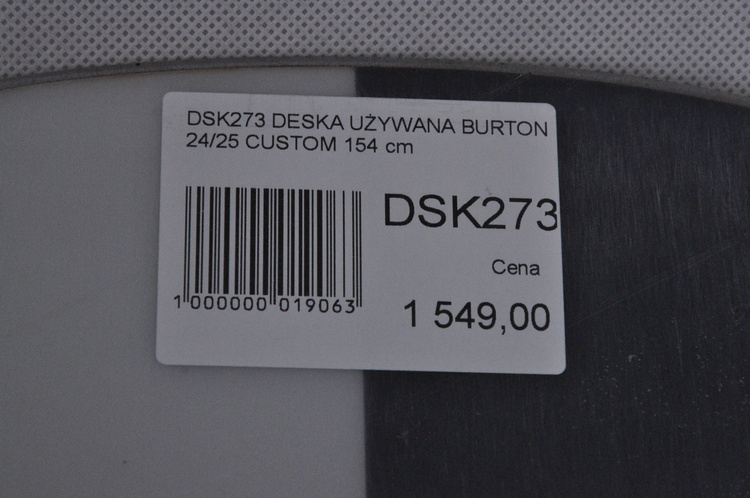 DSK273 DESKA UŻYWANA BURTON
24/25 CUSTOM 154 cm
DSK273
Cena
1 000000 019063
1 549,00